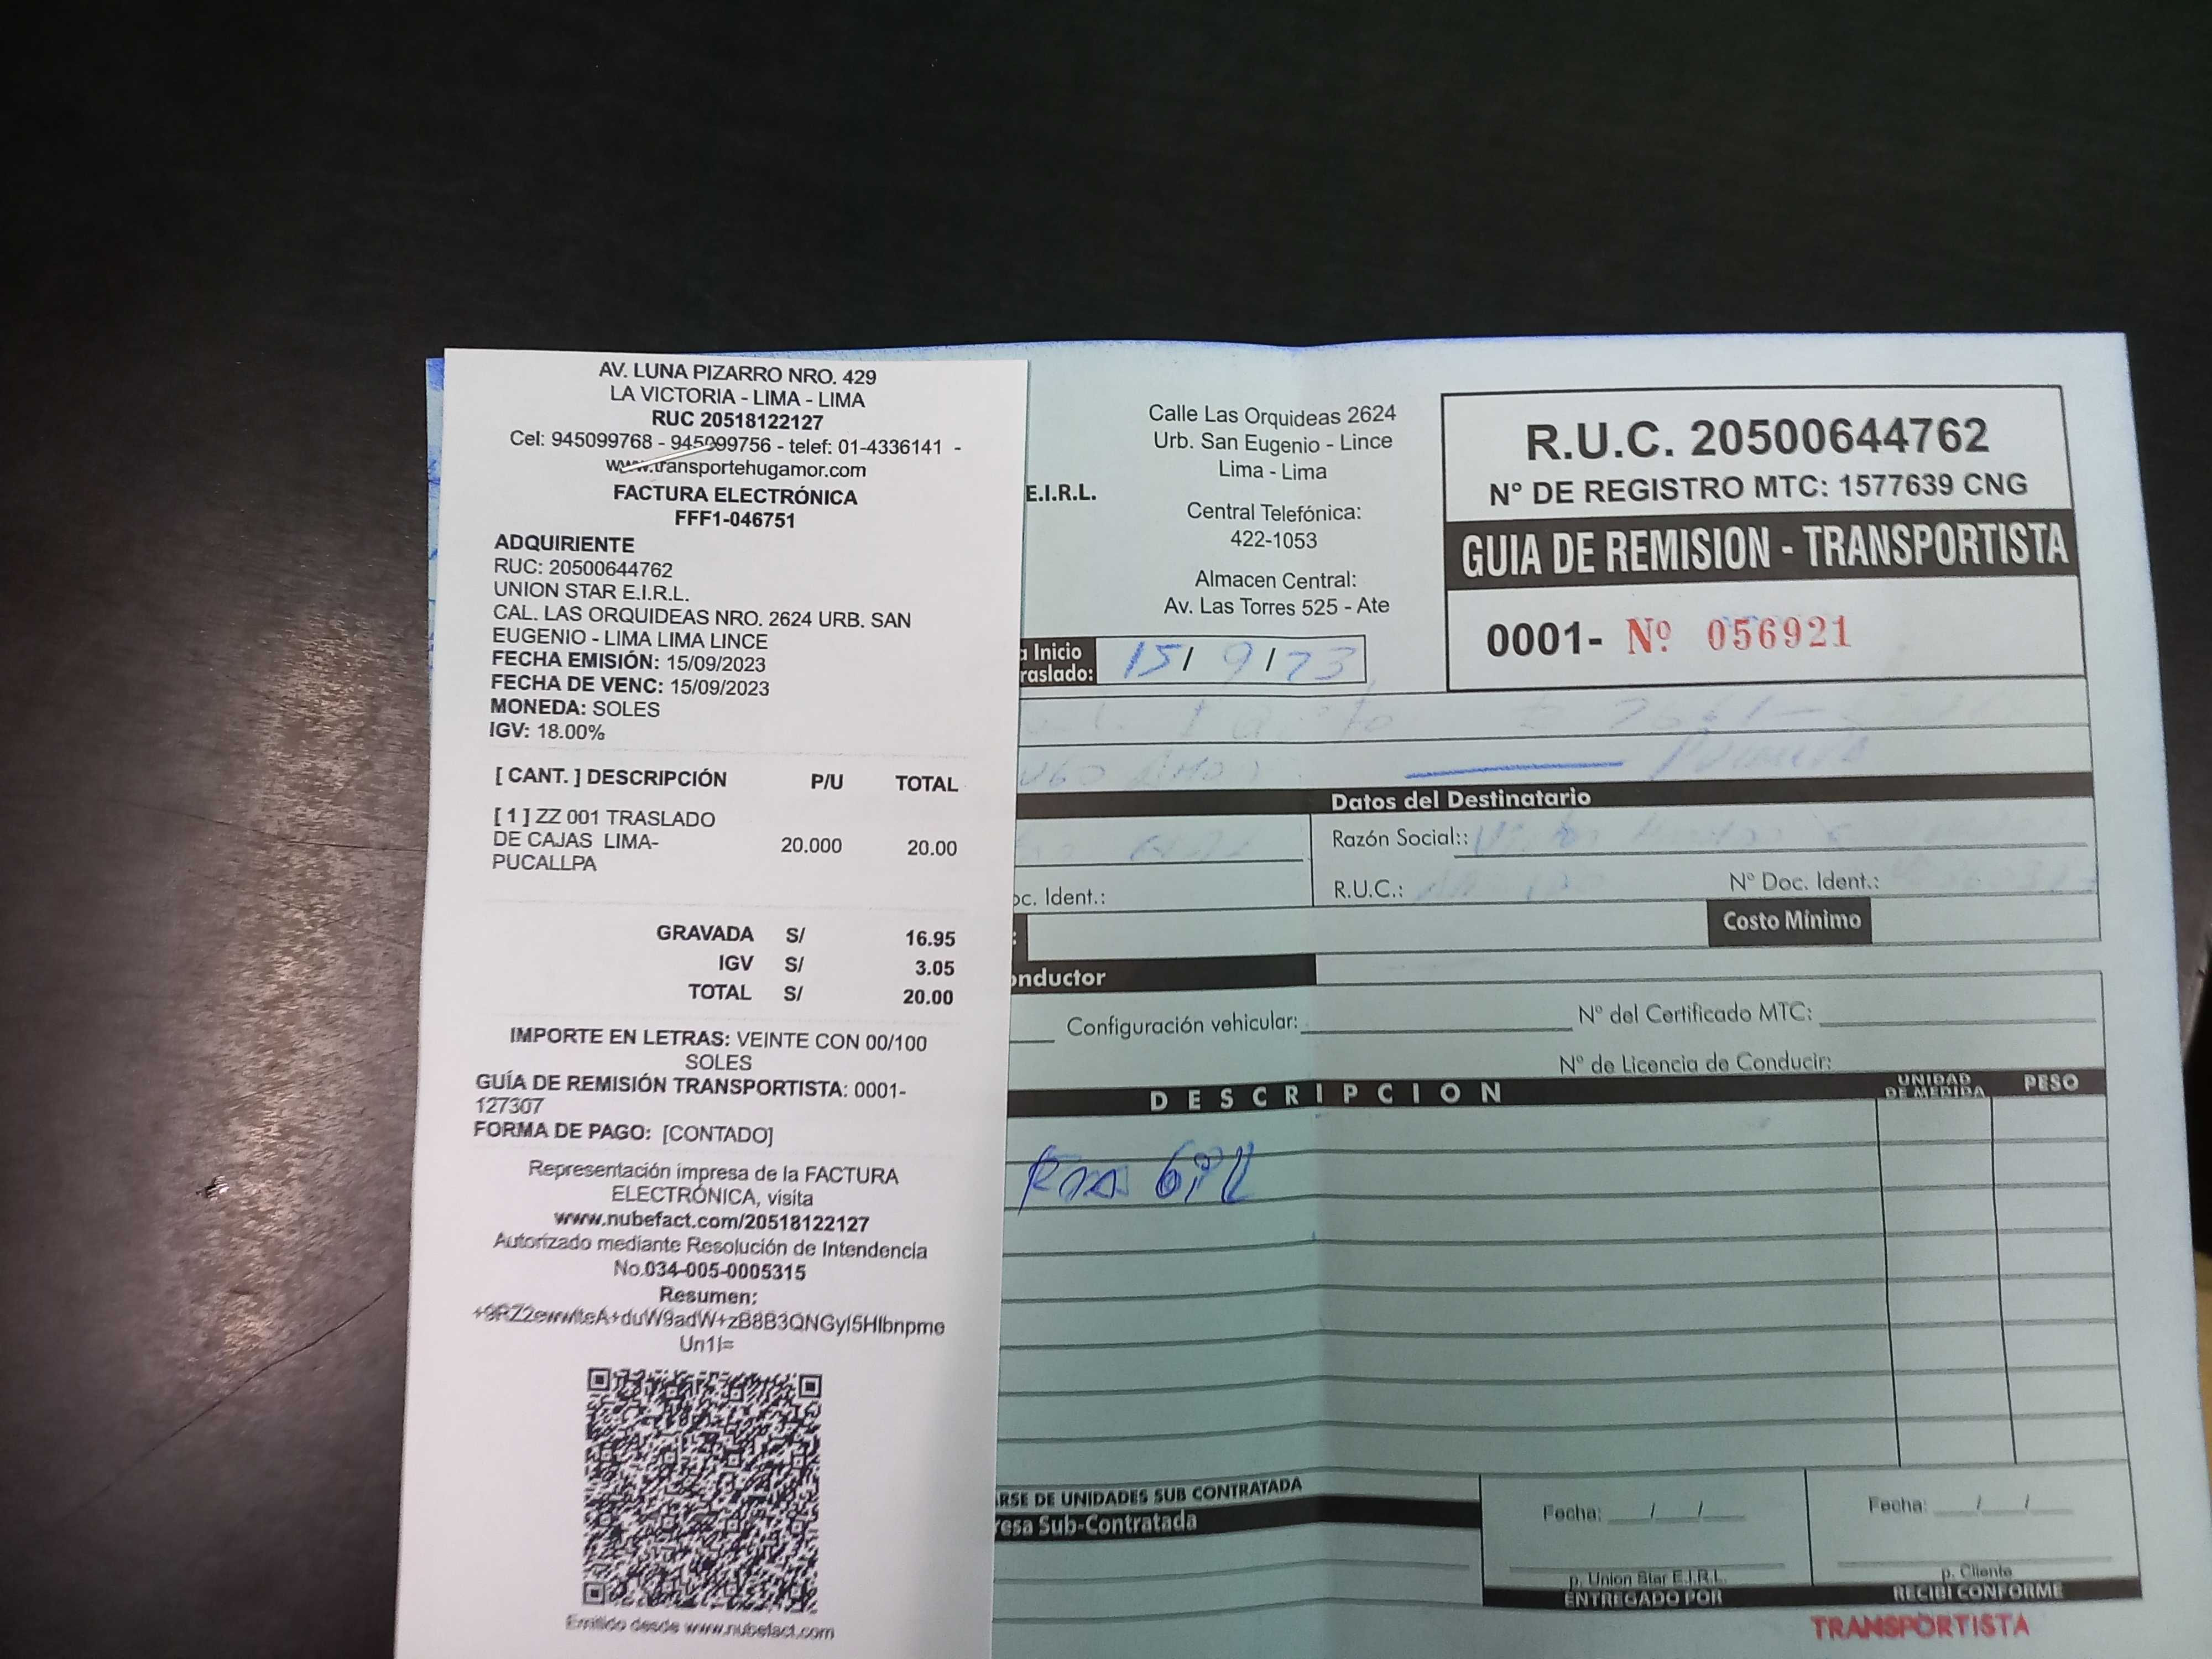 AV. LUNA PIZARRO NRO. 429
LA VICTORIA - LIMA - LIMA
RUC 20518122127
Cel: 945099768 - 945099756 - telef: 01-4336141 -
www.transportehugamor.com
FACTURA ELECTRÓNICA
FFF1-046751
ADQUIRIENTE
RUC: 20500644762
UNION STAR E.I.R.L.
CAL. LAS ORQUIDEAS NRO. 2624 URB. SAN
EUGENIO - LIMA LIMA LINCE
FECHA EMISIÓN: 15/09/2023
FECHA DE VENC: 15/09/2023
MONEDA: SOLES
IGV: 18.00%
[ CANT. ] DESCRIPCIÓN P/U TOTAL
[ 1 ] ZZ 001 TRASLADO
DE CAJAS LIMA- 20.000 20.00
PUCALLPA
GRAVADA S/ 16.95
IGV S/ 3.05
TOTAL S/ 20.00
IMPORTE EN LETRAS: VEINTE CON 00/100
SOLES
GUÍA DE REMISIÓN TRANSPORTISTA: 0001-
127307
FORMA DE PAGO: [CONTADO]
Representación impresa de la FACTURA
ELECTRÓNICA, visita
www.nubefact.com/20518122127
Autorizado mediante Resolución de Intendencia
No.034-005-0005315
Resumen:
Emitido desde www.nubefact.com
E.I.R.L.
Calle Las Orquideas 2624
Urb. San Eugenio - Lince
Lima - Lima
Central Telefónica:
422-1053
Almacen Central:
Av. Las Torres 525 - Ate
R.U.C. 20500644762
N° DE REGISTRO MTC: 1577639 CNG
GUIA DE REMISION - TRANSPORTISTA
0001- Nº 056921
a Inicio
raslado: 15/ 9 /23
Datos del Destinatario
Razón Social::
oc. Ident.: R.U.C.: N° Doc. Ident.:
Costo Mínimo
onductor
Configuración vehicular: N° del Certificado MTC:
N° de Licencia de Conducir:
DESCRIPCION UNIDAD DE MEDIDA PESO
ARSE DE UNIDADES SUB CONTRATADA
resa Sub-Contratada
Fecha: / / Fecha: / /
p. Union Star E.I.R.L. p. Cliente
ENTREGADO POR RECIBI CONFORME
TRANSPORTISTA